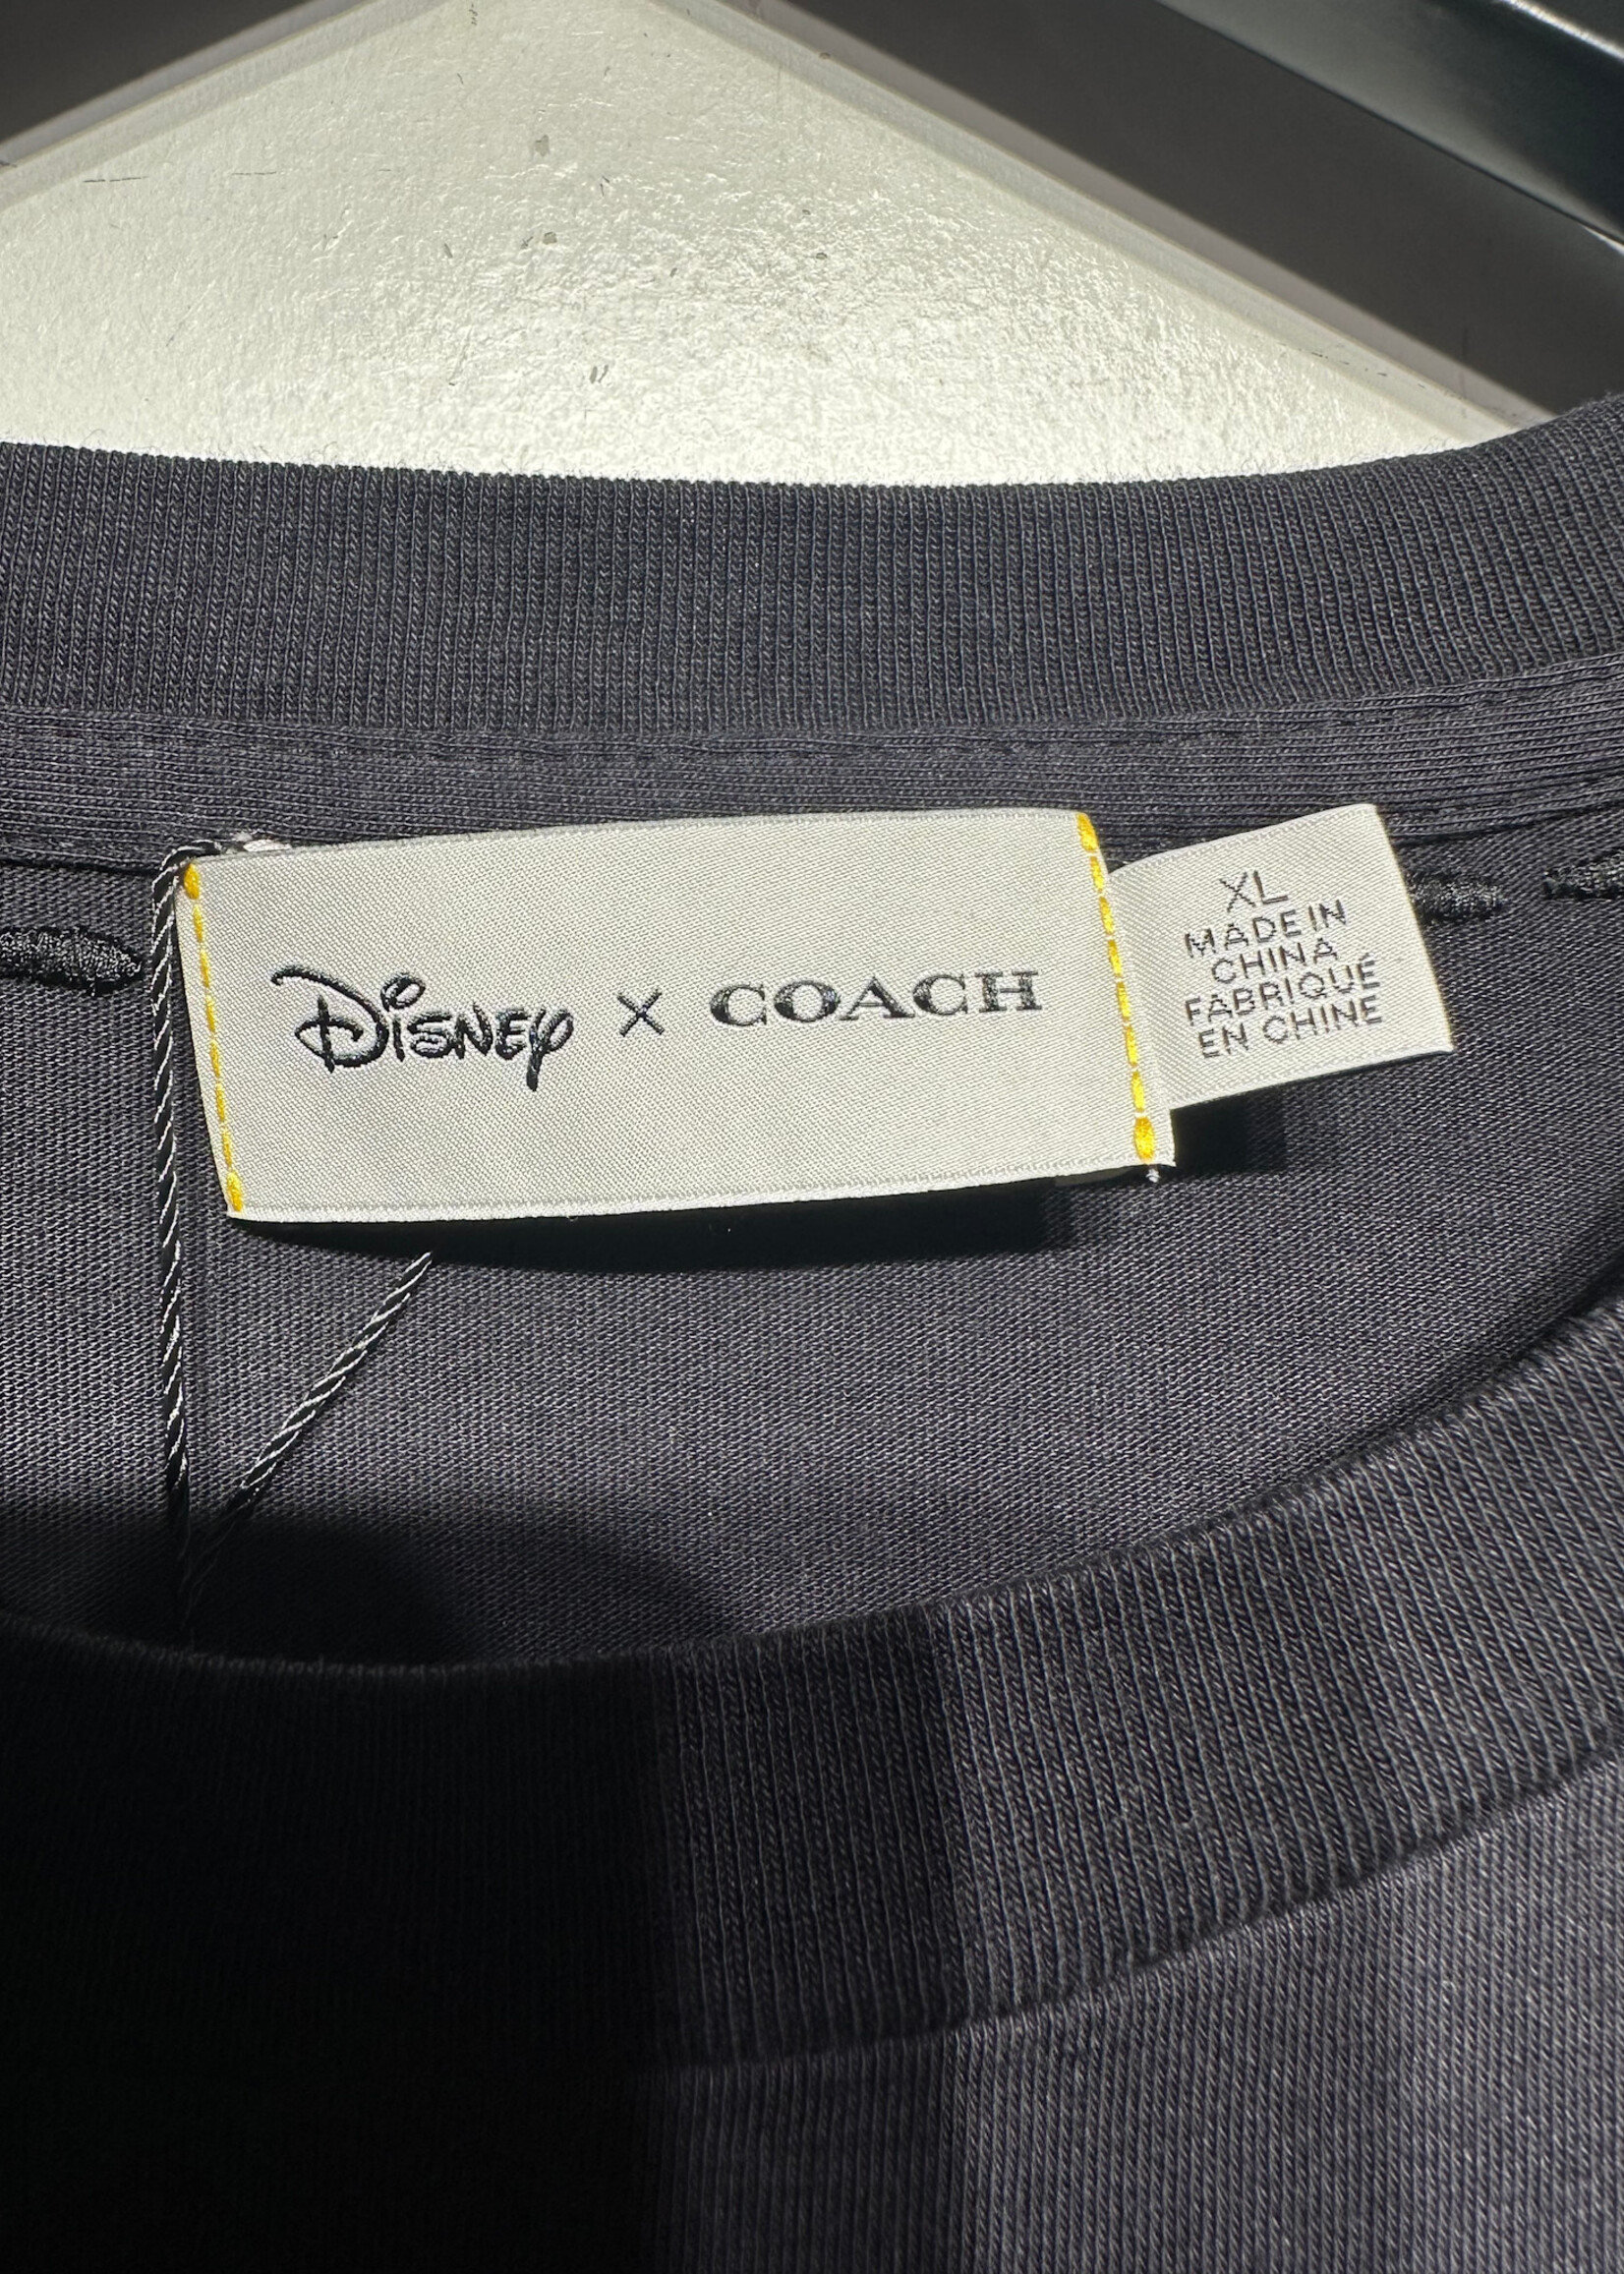 Disney × COACH
XL
MADE IN
CHINA
FABRIQUÉ
EN CHINE